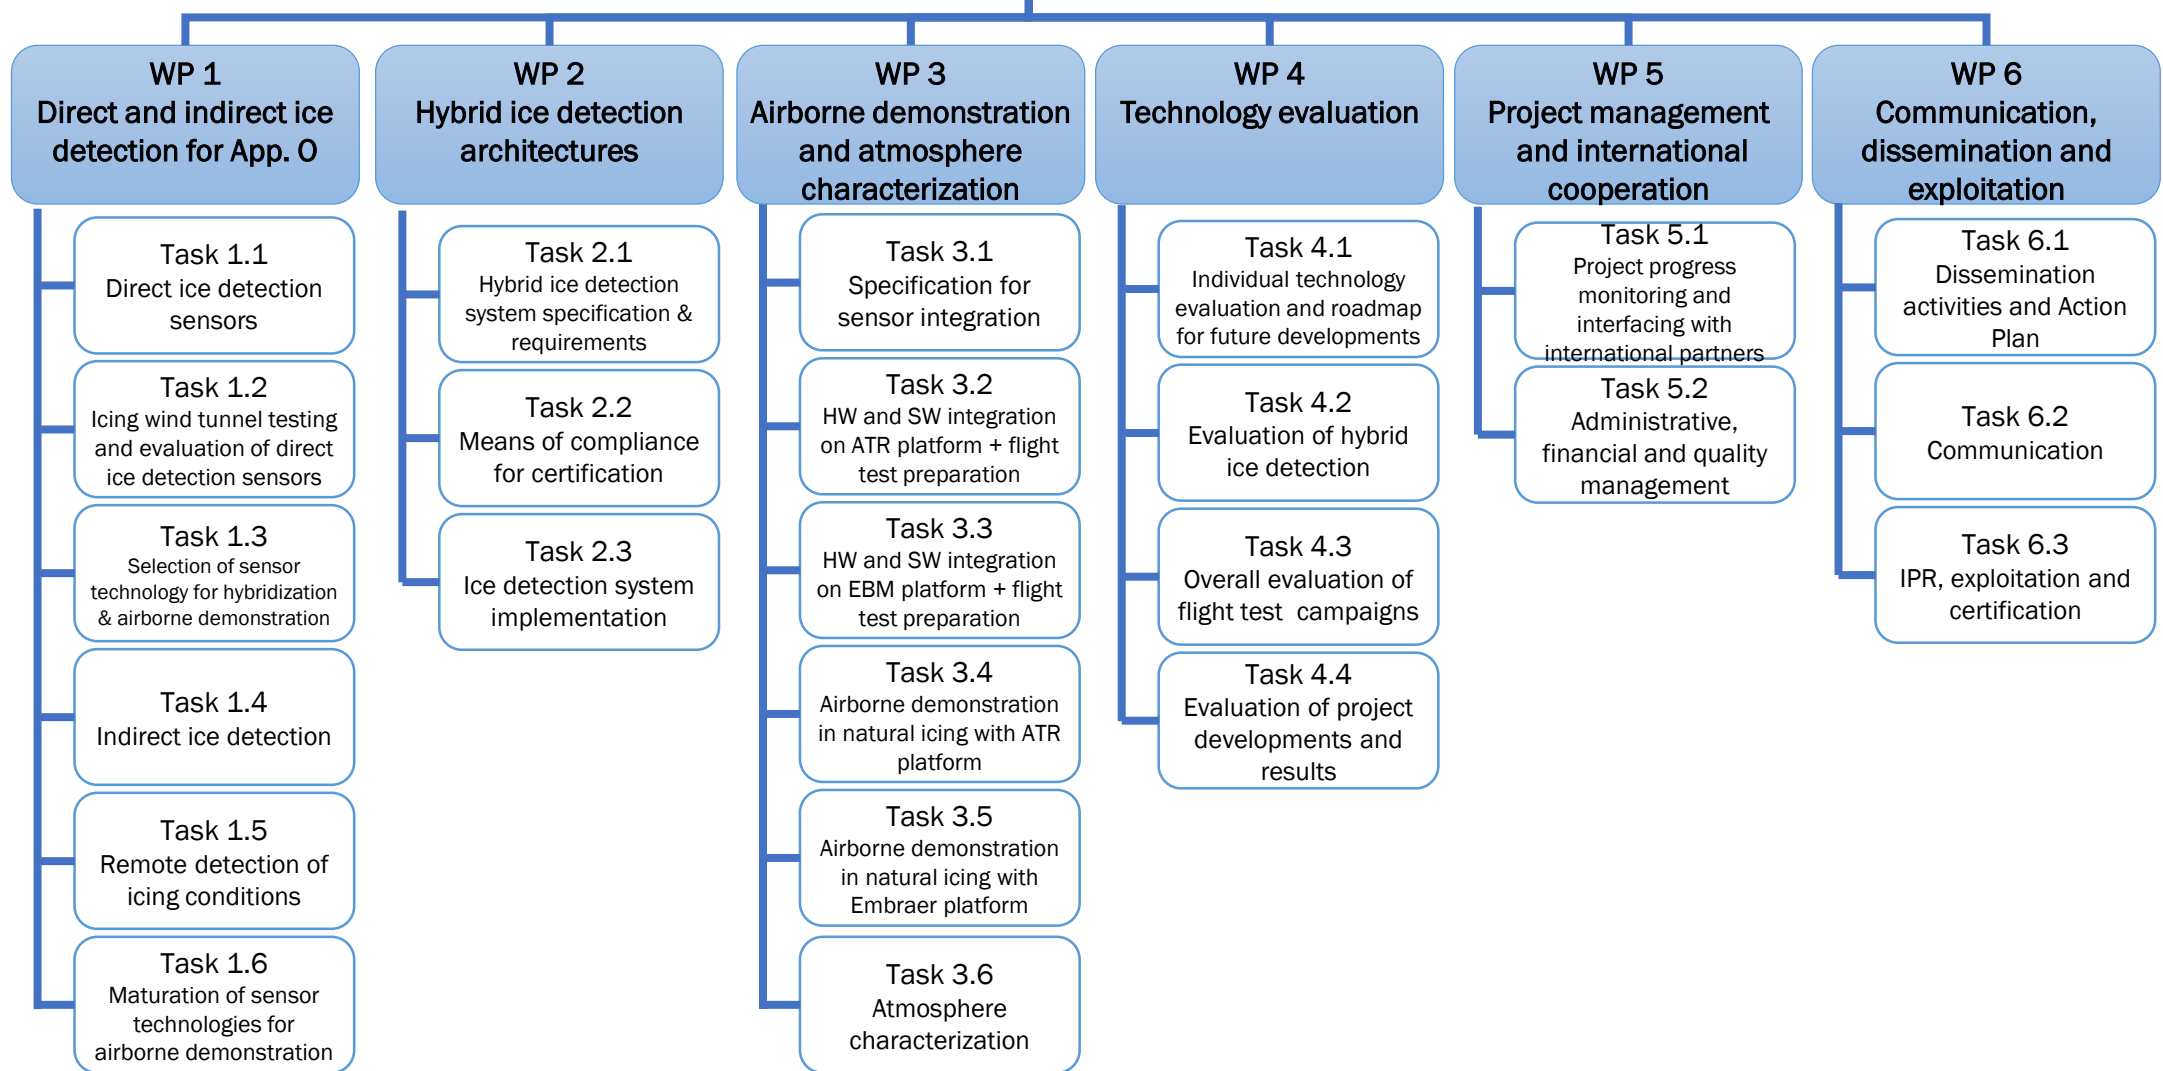 WP 1
Direct and indirect ice
detection for App. O
Task 1.1
Direct ice detection
sensors
Task 1.2
Icing wind tunnel testing
and evaluation of direct
ice detection sensors
Task 1.3
Selection of sensor
technology for hybridization
& airborne demonstration
Task 1.4
Indirect ice detection
Task 1.5
Remote detection of
icing conditions
Task 1.6
Maturation of sensor
technologies for
airborne demonstration
WP 2
Hybrid ice detection
architectures
Task 2.1
Hybrid ice detection
system specification &
requirements
Task 2.2
Means of compliance
for certification
Task 2.3
Ice detection system
implementation
WP 3
Airborne demonstration
and atmosphere
characterization
Task 3.1
Specification for
sensor integration
Task 3.2
HW and SW integration
on ATR platform + flight
test preparation
Task 3.3
HW and SW integration
on EBM platform + flight
test preparation
Task 3.4
Airborne demonstration
in natural icing with ATR
platform
Task 3.5
Airborne demonstration
in natural icing with
Embraer platform
Task 3.6
Atmosphere
characterization
WP 4
Technology evaluation
Task 4.1
Individual technology
evaluation and roadmap
for future developments
Task 4.2
Evaluation of hybrid
ice detection
Task 4.3
Overall evaluation of
flight test  campaigns
Task 4.4
Evaluation of project
developments and
results
WP 5
Project management
and international
cooperation
Task 5.1
Project progress
monitoring and
interfacing with
international partners
Task 5.2
Administrative,
financial and quality
management
WP 6
Communication,
dissemination and
exploitation
Task 6.1
Dissemination
activities and Action
Plan
Task 6.2
Communication
Task 6.3
IPR, exploitation and
certification